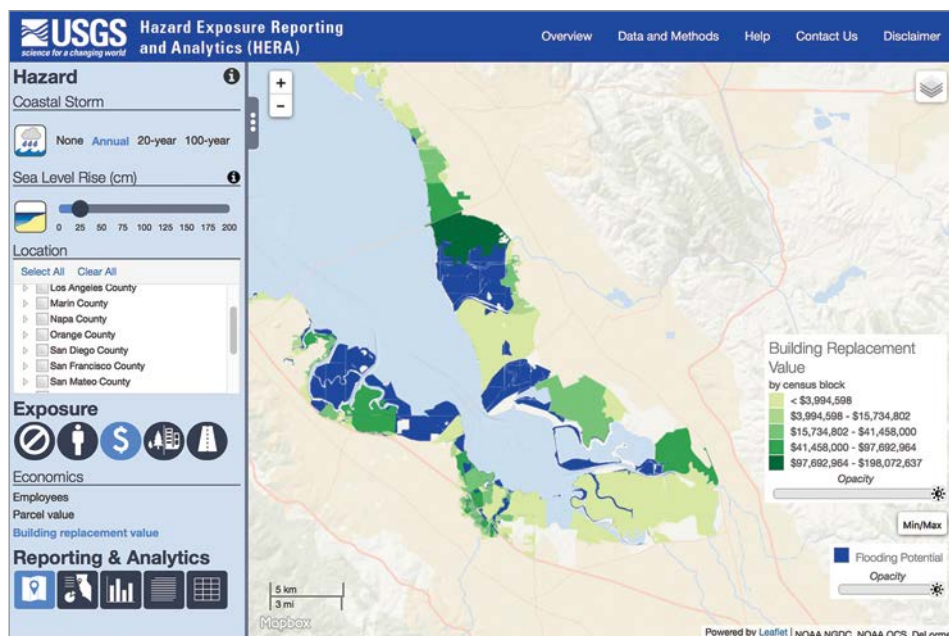 USGS
science for a changing world
Hazard Exposure Reporting
and Analytics (HERA)
Overview Data and Methods Help Contact Us Disclaimer
Hazard
Coastal Storm
None Annual 20-year 100-year
Sea Level Rise (cm)
0 25 50 75 100 125 150 175 200
Location
Select All Clear All
Los Angeles County
Marin County
Napa County
Orange County
San Diego County
San Francisco County
San Mateo County
Exposure
$
Economics
Employees
Parcel value
Building replacement value
Reporting & Analytics
+
−
5 km
3 mi
Mapbox
Building Replacement
Value
by census block
< $3,994,598
$3,994,598 - $15,734,802
$15,734,802 - $41,458,000
$41,458,000 - $97,692,964
$97,692,964 - $198,072,637
Opacity
Min/Max
Flooding Potential
Opacity
Powered by Leaflet | NOAA NGDC, NOAA OCS, DeLorme